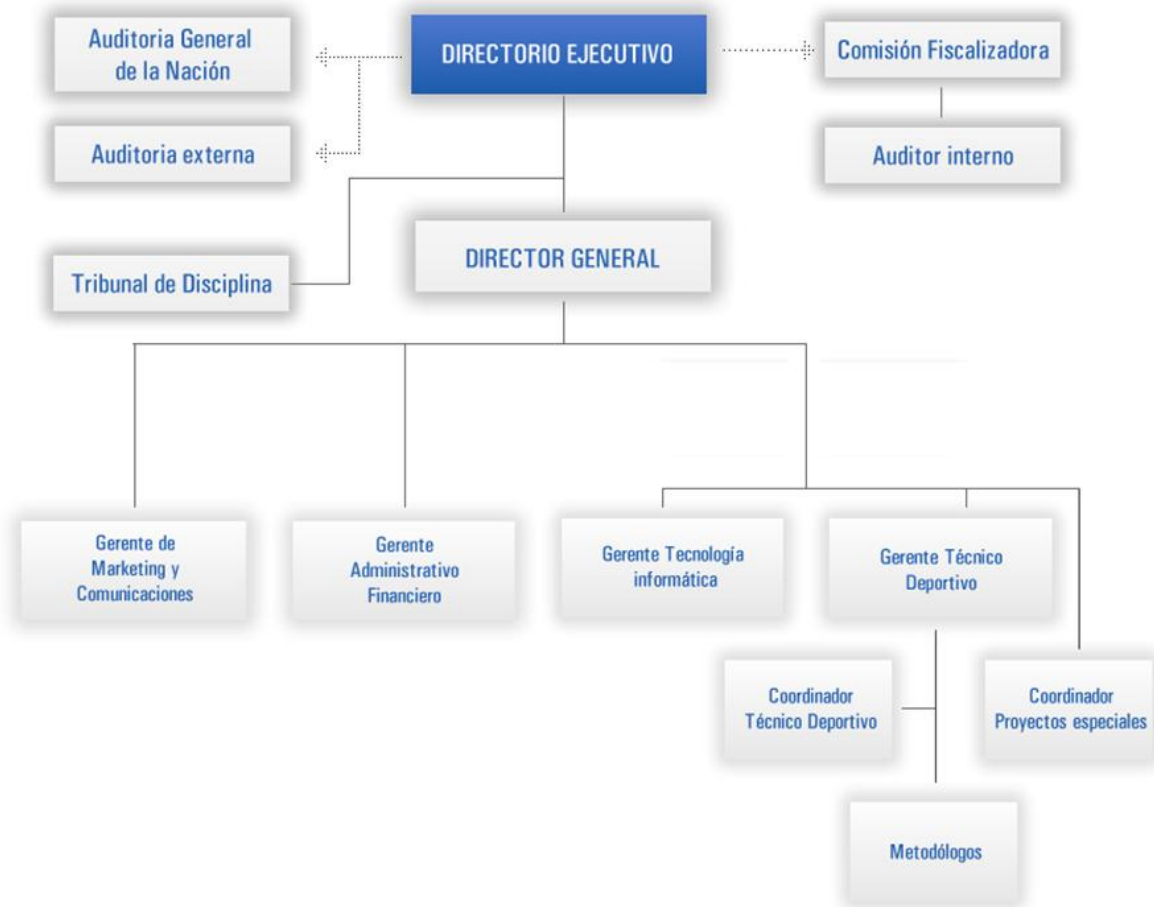 Auditoria General
de la Nación
DIRECTORIO EJECUTIVO
Comisión Fiscalizadora
Auditoria externa
Auditor interno
DIRECTOR GENERAL
Tribunal de Disciplina
Gerente de
Marketing y
Comunicaciones
Gerente
Administrativo
Financiero
Gerente Tecnología
informática
Gerente Técnico
Deportivo
Coordinador
Técnico Deportivo
Coordinador
Proyectos especiales
Metodólogos